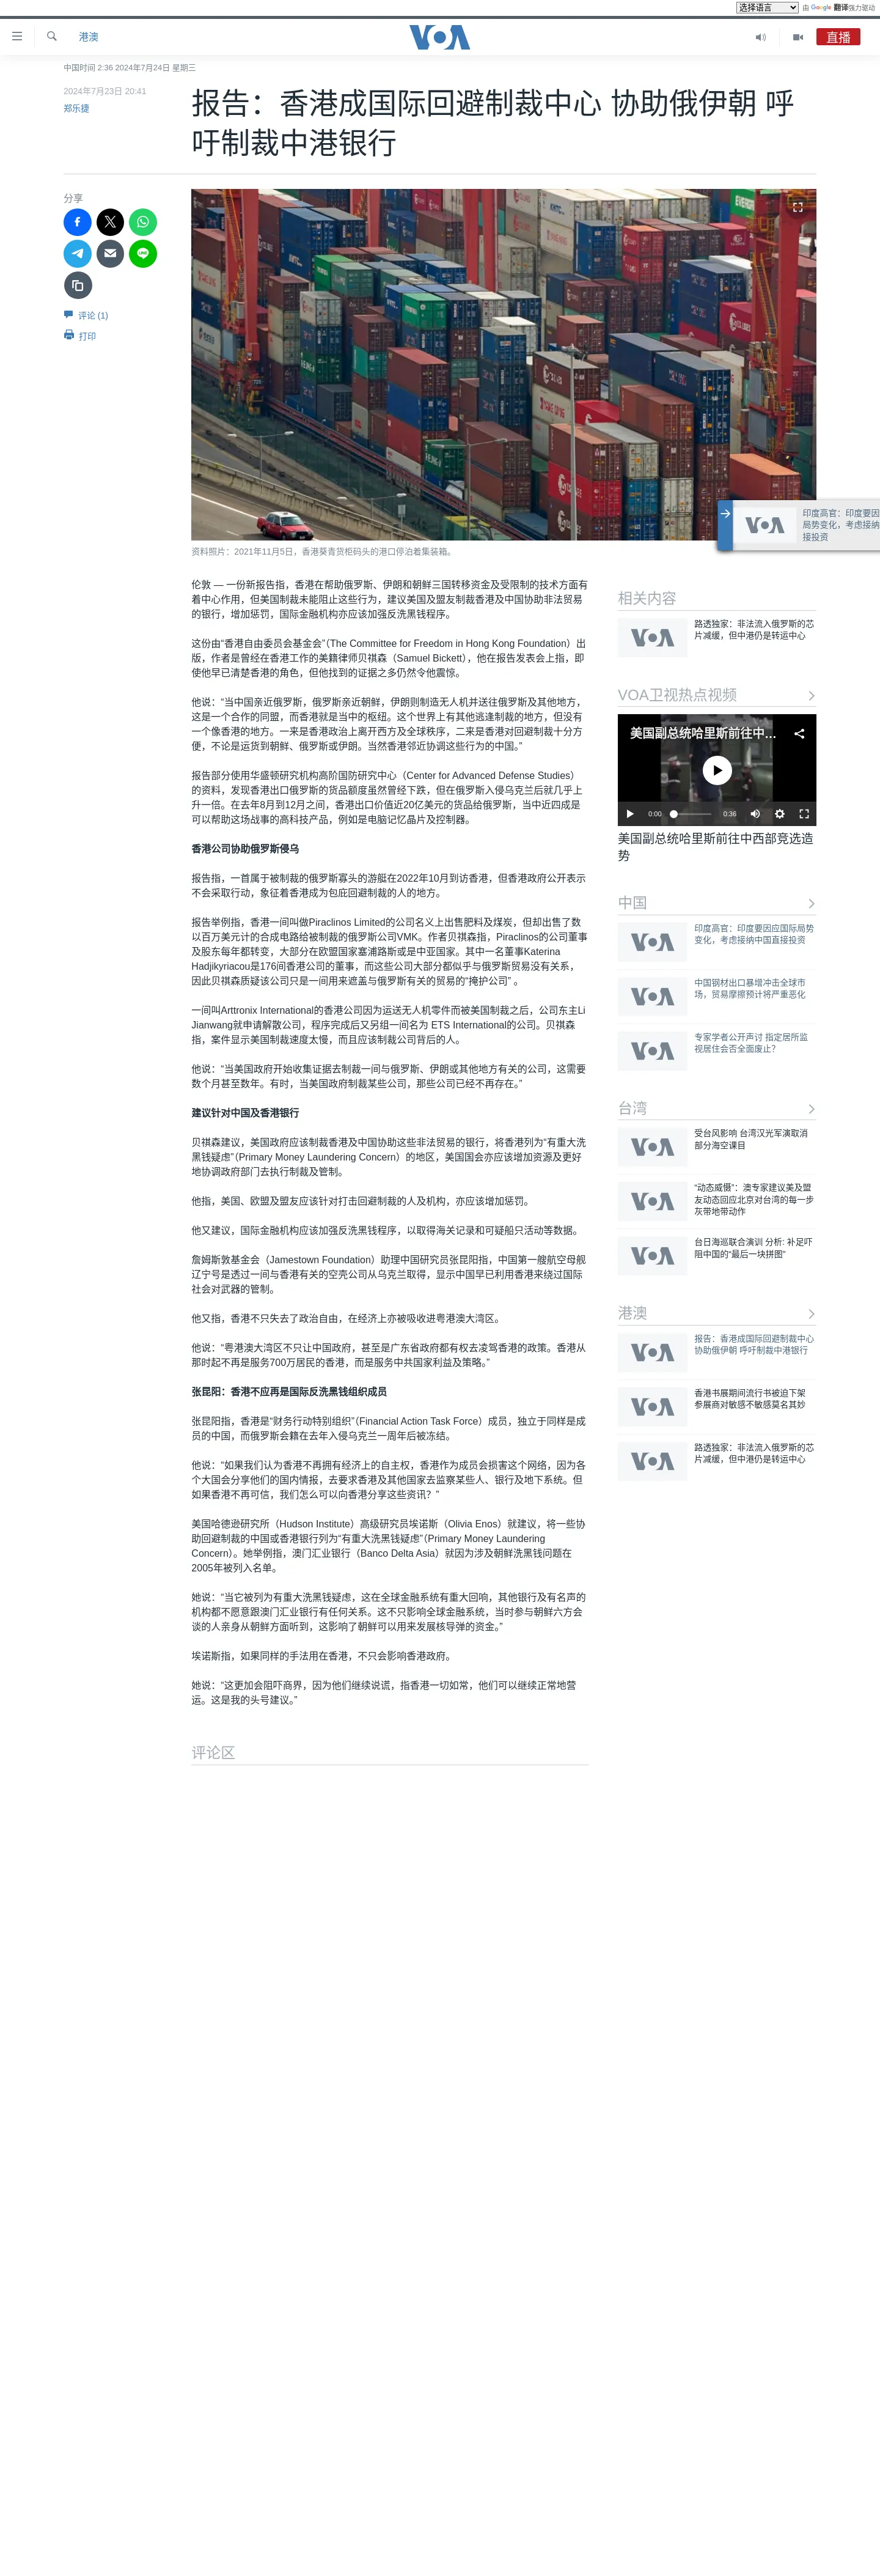 选择语言 由 Google 翻译强力驱动
港澳
VOA
直播
中国时间 2:36 2024年7月24日 星期三
2024年7月23日 20:41
郑乐捷
报告：香港成国际回避制裁中心 协助俄伊朝 呼
吁制裁中港银行
分享
评论 (1)
打印
资料照片：2021年11月5日，香港葵青货柜码头的港口停泊着集装箱。
VOA
印度高官：印度要因
局势变化，考虑接纳
接投资
伦敦 — 一份新报告指，香港在帮助俄罗斯、伊朗和朝鲜三国转移资金及受限制的技术方面有
着中心作用，但美国制裁未能阻止这些行为，建议美国及盟友制裁香港及中国协助非法贸易
的银行，增加惩罚，国际金融机构亦应该加强反洗黑钱程序。
这份由“香港自由委员会基金会”（The Committee for Freedom in Hong Kong Foundation）出
版，作者是曾经在香港工作的美籍律师贝祺森（Samuel Bickett），他在报告发表会上指，即
使他早已清楚香港的角色，但他找到的证据之多仍然令他震惊。
他说：“当中国亲近俄罗斯，俄罗斯亲近朝鲜，伊朗则制造无人机并送往俄罗斯及其他地方，
这是一个合作的同盟，而香港就是当中的枢纽。这个世界上有其他逃逢制裁的地方，但没有
一个像香港的地方。一来是香港政治上离开西方及全球秩序，二来是香港对回避制裁十分方
便，不论是运货到朝鲜、俄罗斯或伊朗。当然香港邻近协调这些行为的中国。”
报告部分使用华盛顿研究机构高阶国防研究中心（Center for Advanced Defense Studies）
的资料，发现香港出口俄罗斯的货品额度虽然曾经下跌，但在俄罗斯入侵乌克兰后就几乎上
升一倍。在去年8月到12月之间，香港出口价值近20亿美元的货品给俄罗斯，当中近四成是
可以帮助这场战事的高科技产品，例如是电脑记忆晶片及控制器。
香港公司协助俄罗斯侵乌
报告指，一首属于被制裁的俄罗斯寡头的游艇在2022年10月到访香港，但香港政府公开表示
不会采取行动，象征着香港成为包庇回避制裁的人的地方。
报告举例指，香港一间叫做Piraclinos Limited的公司名义上出售肥料及煤炭，但却出售了数
以百万美元计的合成电路给被制裁的俄罗斯公司VMK。作者贝祺森指，Piraclinos的公司董事
及股东每年都转变，大部分在欧盟国家塞浦路斯或是中亚国家。其中一名董事Katerina
Hadjikyriacou是176间香港公司的董事，而这些公司大部分都似乎与俄罗斯贸易没有关系，
因此贝祺森质疑该公司只是一间用来遮盖与俄罗斯有关的贸易的“掩护公司” 。
一间叫Arttronix International的香港公司因为运送无人机零件而被美国制裁之后，公司东主Li
Jianwang就申请解散公司，程序完成后又另组一间名为 ETS International的公司。贝祺森
指，案件显示美国制裁速度太慢，而且应该制裁公司背后的人。
他说：“当美国政府开始收集证据去制裁一间与俄罗斯、伊朗或其他地方有关的公司，这需要
数个月甚至数年。有时，当美国政府制裁某些公司，那些公司已经不再存在。”
建议针对中国及香港银行
贝祺森建议，美国政府应该制裁香港及中国协助这些非法贸易的银行，将香港列为“有重大洗
黑钱疑虑”（Primary Money Laundering Concern）的地区，美国国会亦应该增加资源及更好
地协调政府部门去执行制裁及管制。
他指，美国、欧盟及盟友应该针对打击回避制裁的人及机构，亦应该增加惩罚。
他又建议，国际金融机构应该加强反洗黑钱程序，以取得海关记录和可疑船只活动等数据。
詹姆斯敦基金会（Jamestown Foundation）助理中国研究员张昆阳指，中国第一艘航空母舰
辽宁号是透过一间与香港有关的空壳公司从乌克兰取得，显示中国早已利用香港来绕过国际
社会对武器的管制。
他又指，香港不只失去了政治自由，在经济上亦被吸收进粤港澳大湾区。
他说：“粤港澳大湾区不只让中国政府，甚至是广东省政府都有权去凌驾香港的政策。香港从
那时起不再是服务700万居民的香港，而是服务中共国家利益及策略。”
张昆阳：香港不应再是国际反洗黑钱组织成员
张昆阳指，香港是“财务行动特别组织”（Financial Action Task Force）成员，独立于同样是成
员的中国，而俄罗斯会籍在去年入侵乌克兰一周年后被冻结。
他说：“如果我们认为香港不再拥有经济上的自主权，香港作为成员会损害这个网络，因为各
个大国会分享他们的国内情报，去要求香港及其他国家去监察某些人、银行及地下系统。但
如果香港不再可信，我们怎么可以向香港分享这些资讯？”
美国哈德逊研究所（Hudson Institute）高级研究员埃诺斯（Olivia Enos）就建议，将一些协
助回避制裁的中国或香港银行列为“有重大洗黑钱疑虑”（Primary Money Laundering
Concern）。她举例指，澳门汇业银行（Banco Delta Asia）就因为涉及朝鲜洗黑钱问题在
2005年被列入名单。
她说：“当它被列为有重大洗黑钱疑虑，这在全球金融系统有重大回响，其他银行及有名声的
机构都不愿意跟澳门汇业银行有任何关系。这不只影响全球金融系统，当时参与朝鲜六方会
谈的人亲身从朝鲜方面听到，这影响了朝鲜可以用来发展核导弹的资金。”
埃诺斯指，如果同样的手法用在香港，不只会影响香港政府。
她说：“这更加会阻吓商界，因为他们继续说谎，指香港一切如常，他们可以继续正常地营
运。这是我的头号建议。”
评论区
相关内容
VOA
路透独家：非法流入俄罗斯的芯
片减缓，但中港仍是转运中心
VOA卫视热点视频
美国副总统哈里斯前往中...
0:00
0:36
美国副总统哈里斯前往中西部竞选造
势
中国
VOA
印度高官：印度要因应国际局势
变化，考虑接纳中国直接投资
VOA
中国钢材出口暴增冲击全球市
场，贸易摩擦预计将严重恶化
VOA
专家学者公开声讨 指定居所监
视居住会否全面废止？
台湾
VOA
受台风影响 台湾汉光军演取消
部分海空课目
VOA
“动态威慑”：澳专家建议美及盟
友动态回应北京对台湾的每一步
灰带地带动作
VOA
台日海巡联合演训 分析: 补足吓
阻中国的“最后一块拼图”
港澳
VOA
报告：香港成国际回避制裁中心
协助俄伊朝 呼吁制裁中港银行
VOA
香港书展期间流行书被迫下架
参展商对敏感不敏感莫名其妙
VOA
路透独家：非法流入俄罗斯的芯
片减缓，但中港仍是转运中心